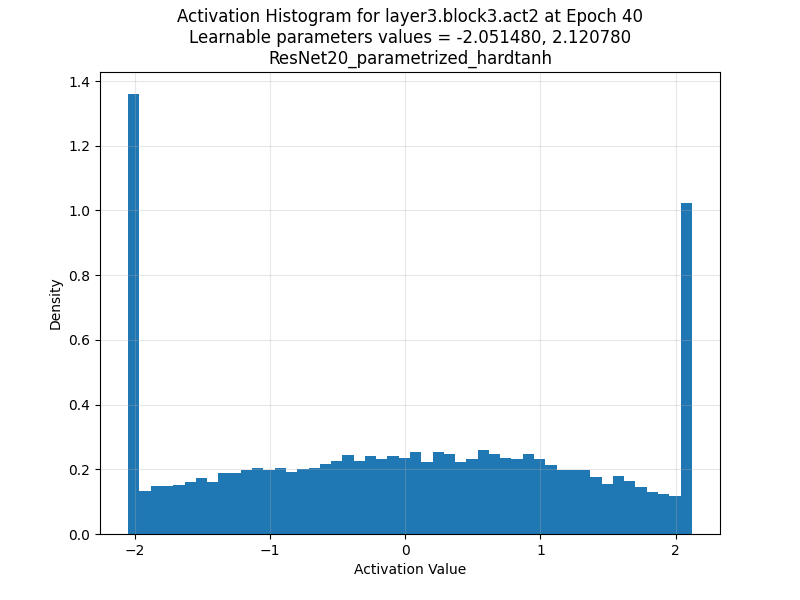 Activation Histogram for layer3.block3.act2 at Epoch 40
Learnable parameters values = -2.051480, 2.120780
ResNet20_parametrized_hardtanh
1.4
1.2
1.0
0.8
0.6
0.4
0.2
0.0
Density
−2
−1
0
1
2
Activation Value